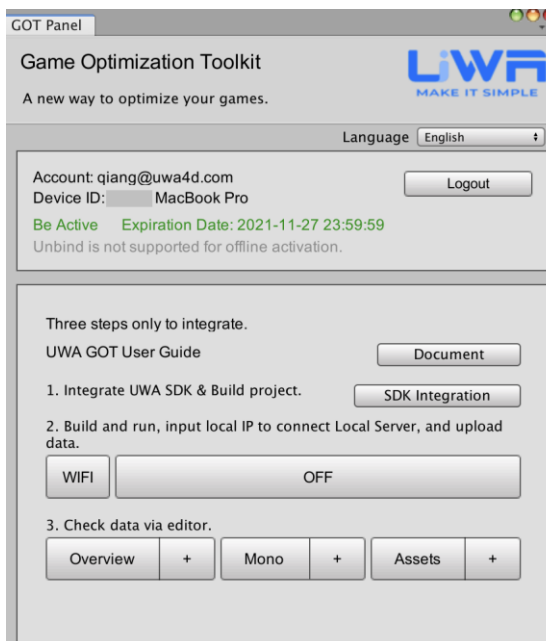 GOT Panel
Game Optimization Toolkit
UWA
MAKE IT SIMPLE
A new way to optimize your games.
Language English
Account: qiang@uwa4d.com
Logout
Device ID: MacBook Pro
Be Active Expiration Date: 2021-11-27 23:59:59
Unbind is not supported for offline activation.
Three steps only to integrate.
UWA GOT User Guide
Document
1. Integrate UWA SDK & Build project.
SDK Integration
2. Build and run, input local IP to connect Local Server, and upload
data.
WIFI OFF
3. Check data via editor.
Overview + Mono + Assets +